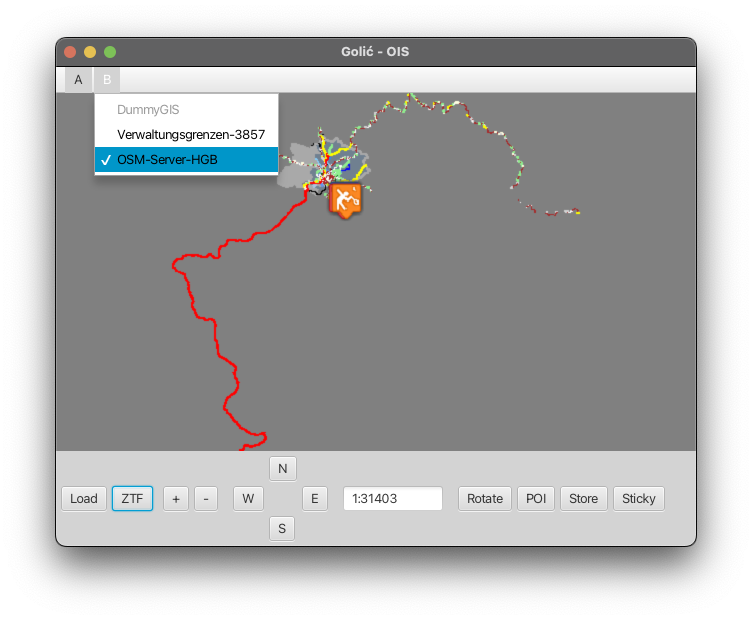 Golić - OIS
A B
DummyGIS
Verwaltungsgrenzen-3857
✓ OSM-Server-HGB
N
Load ZTF + - W E 1:31403 Rotate POI Store Sticky
S